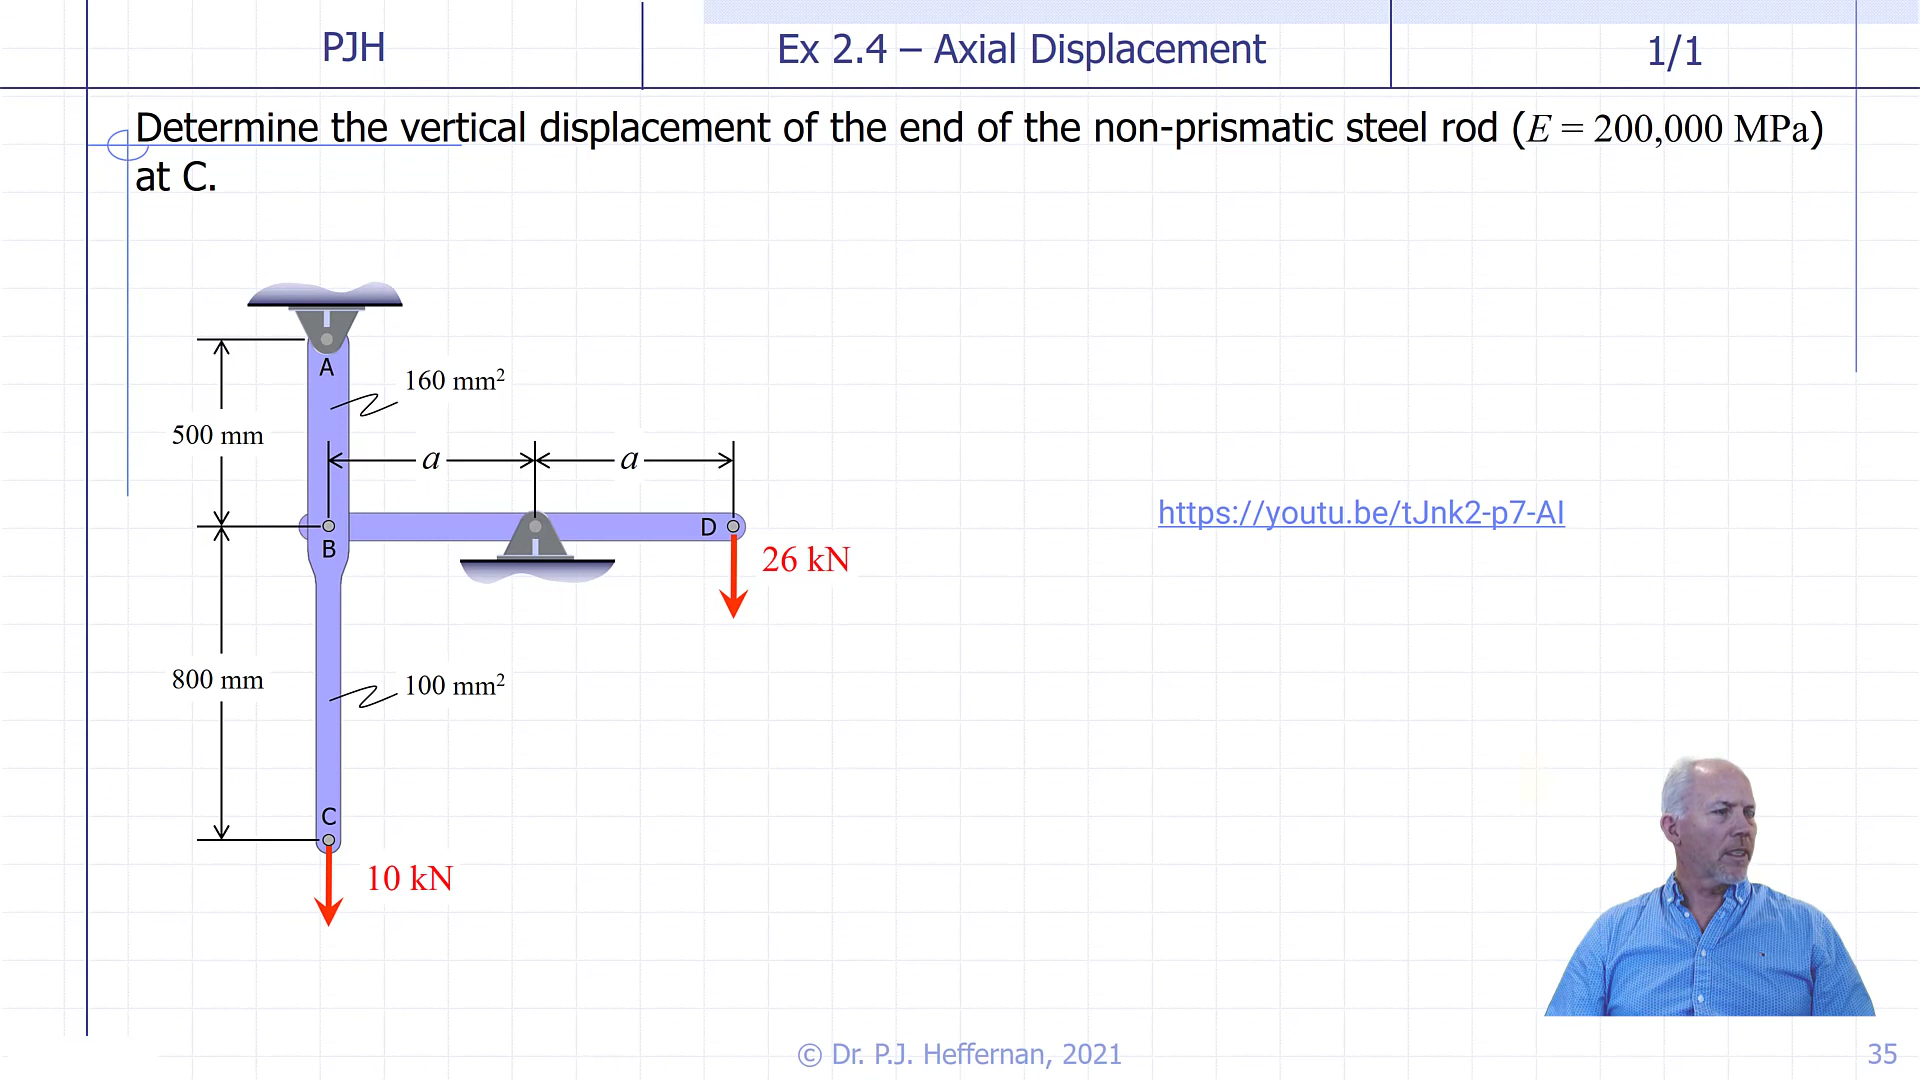 PJH
Ex 2.4 – Axial Displacement
1/1
Determine the vertical displacement of the end of the non-prismatic steel rod (E = 200,000 MPa)
at C.
A
160 mm²
500 mm
a
a
B
D
26 kN
https://youtu.be/tJnk2-p7-AI
800 mm
100 mm²
C
10 kN
© Dr. P.J. Heffernan, 2021
35